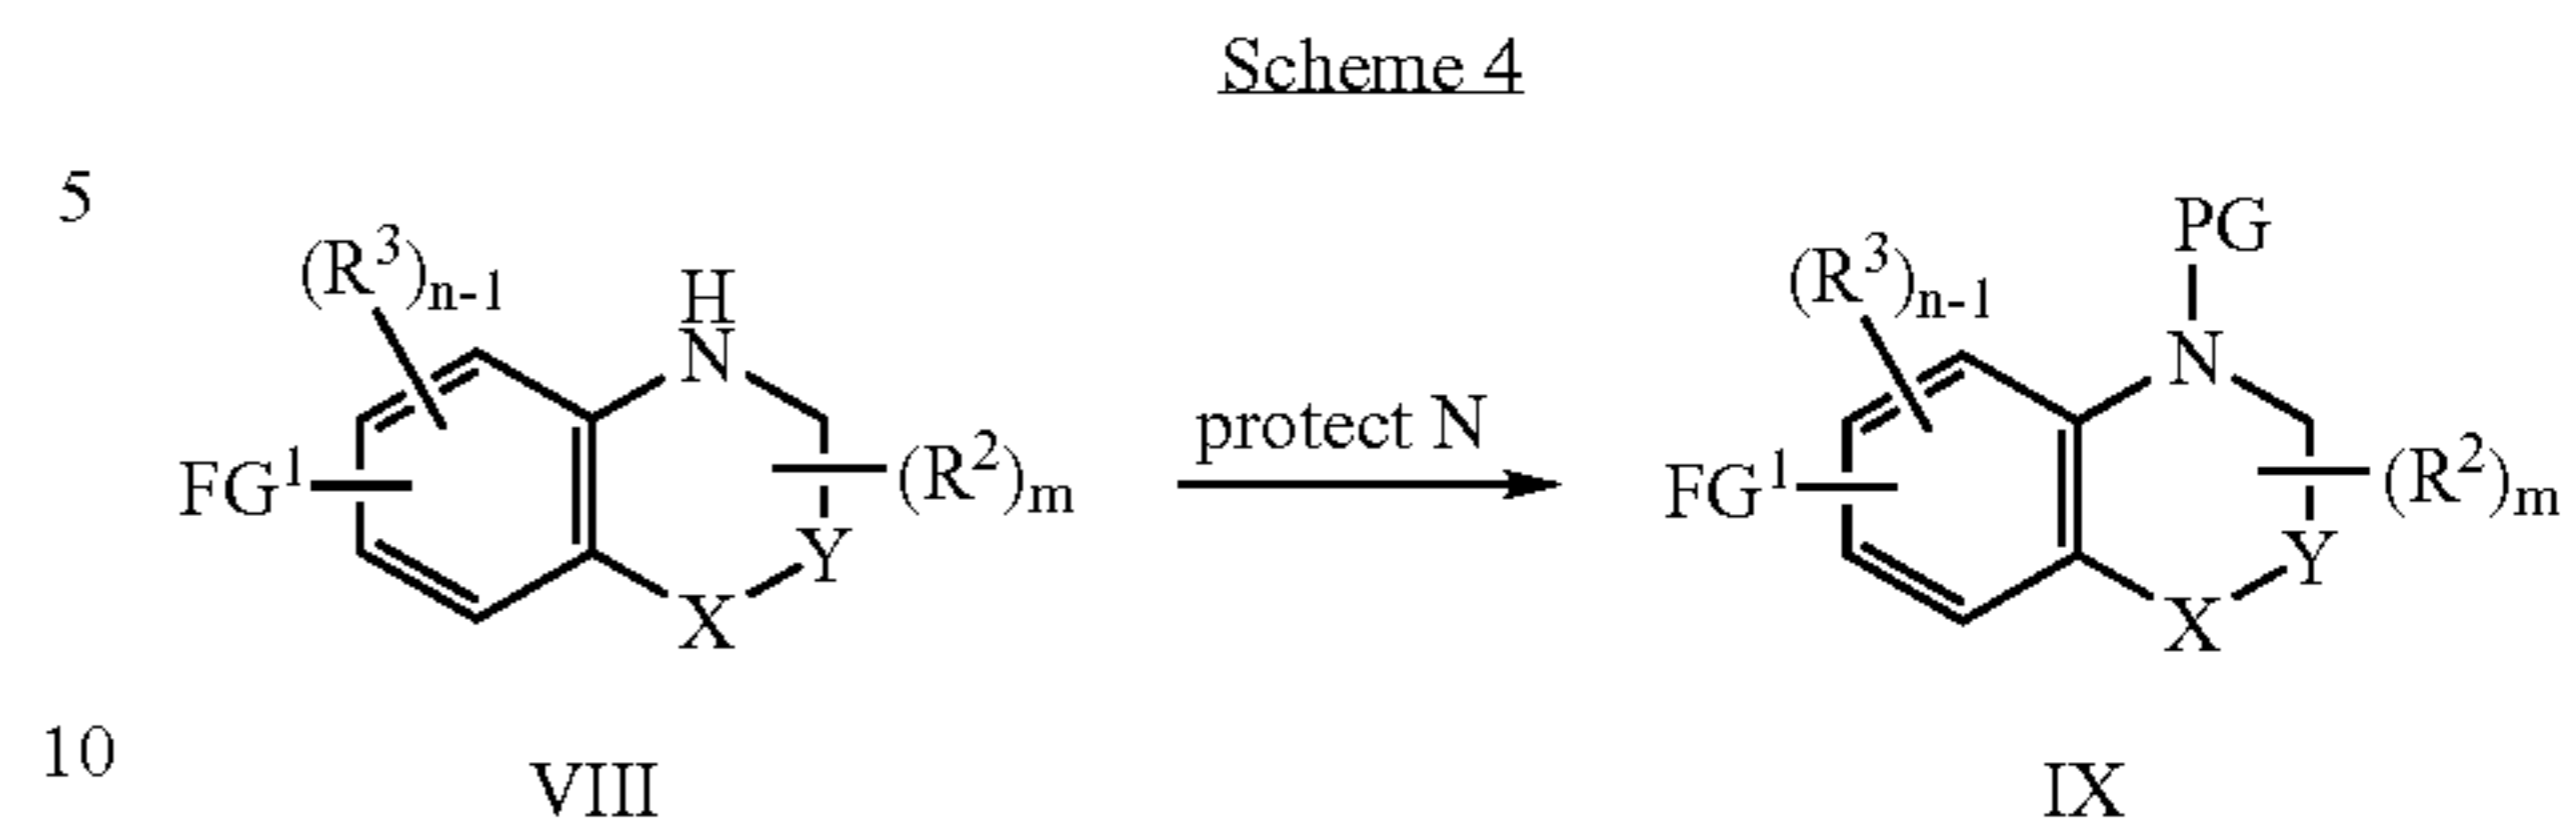 Scheme 4
5
PG
(R³)n-1 (R³)n-1
H
N N
protect N
FG¹ (R²)m FG¹ (R²)m
Y Y
X X
10
VIII IX